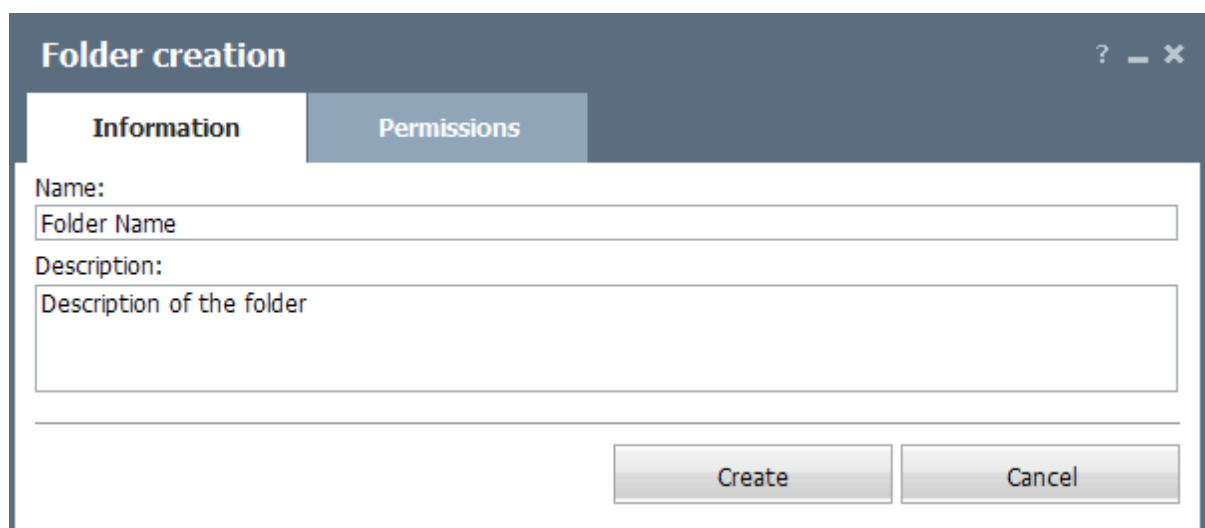 Folder creation
?
Information Permissions
Name:
Folder Name
Description:
Description of the folder
Create Cancel